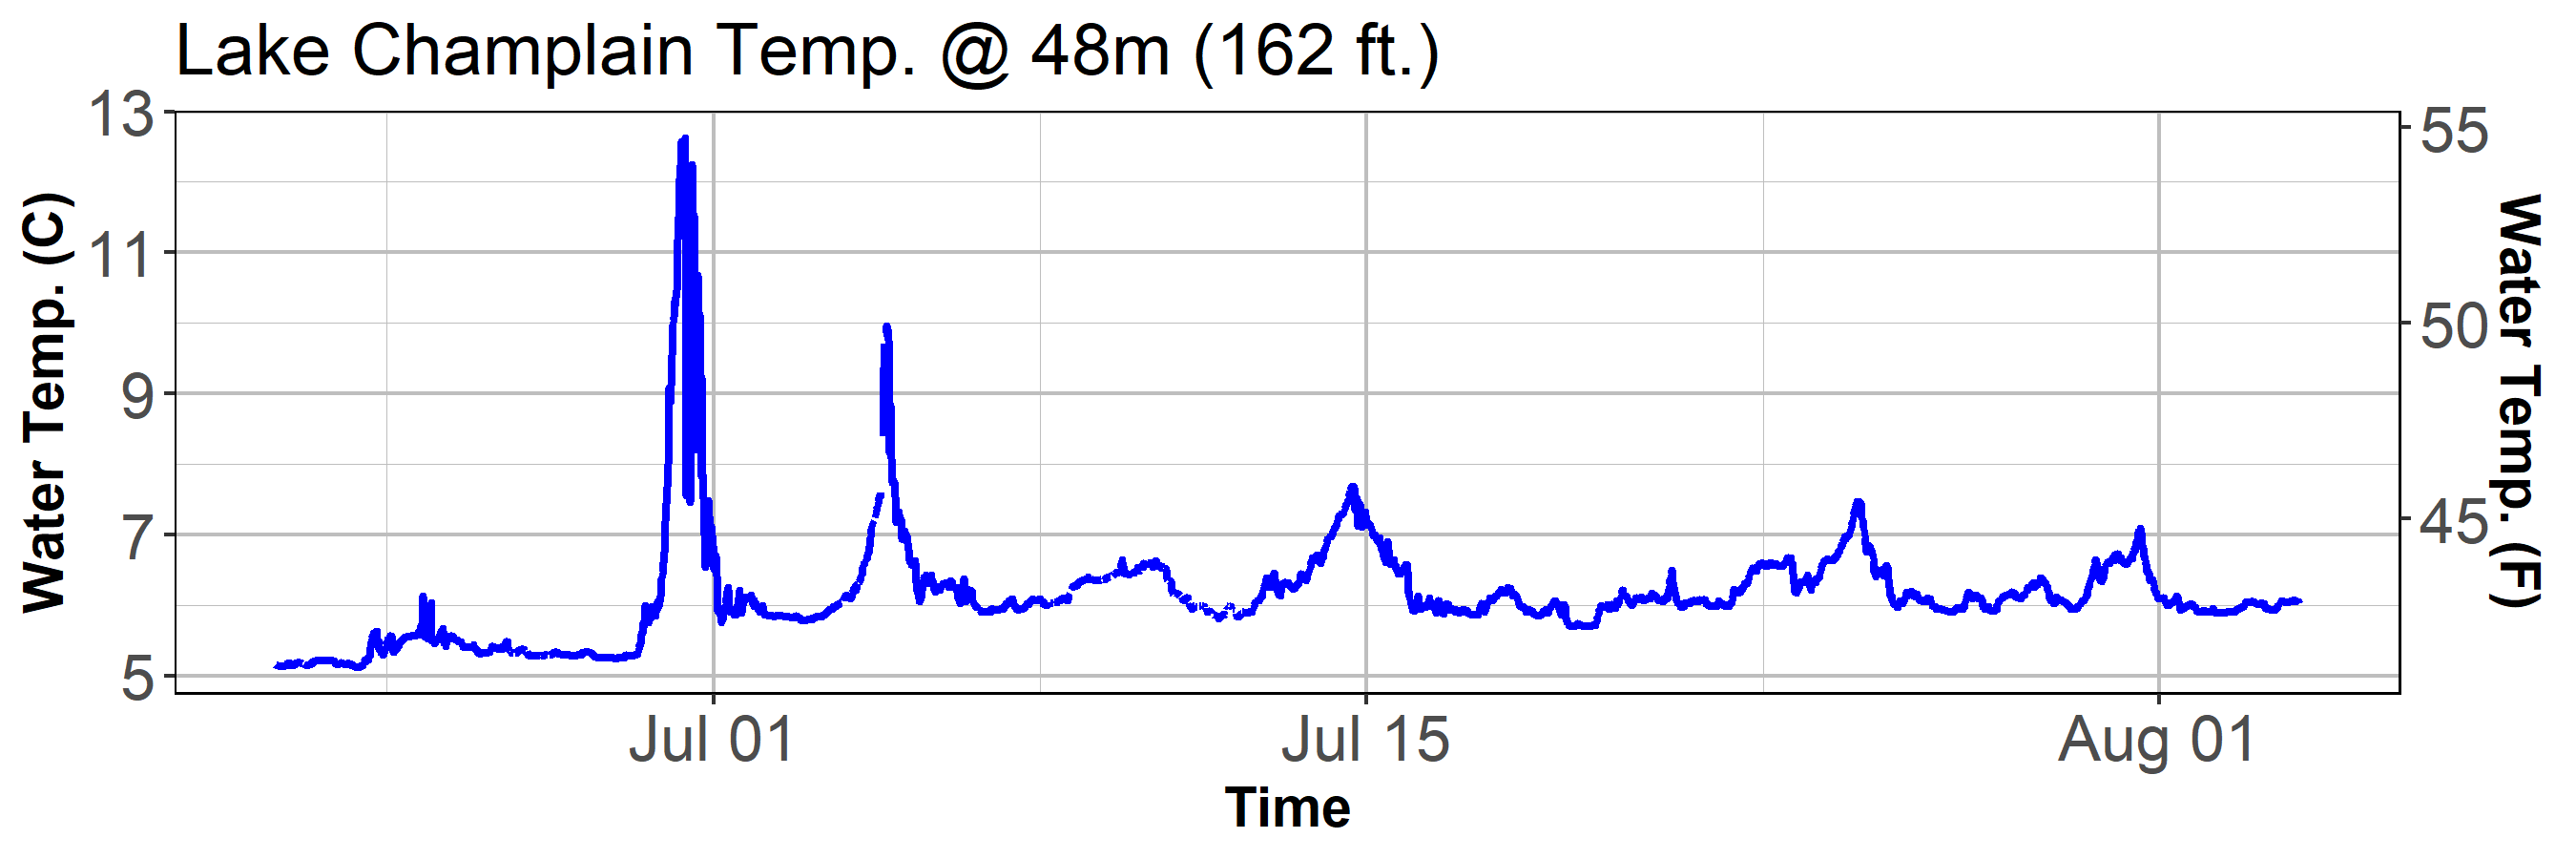 Lake Champlain Temp. @ 48m (162 ft.)
13
11
9
7
5
Water Temp. (C)
55
50
45
Water Temp. (F)
Jul 01
Jul 15
Aug 01
Time